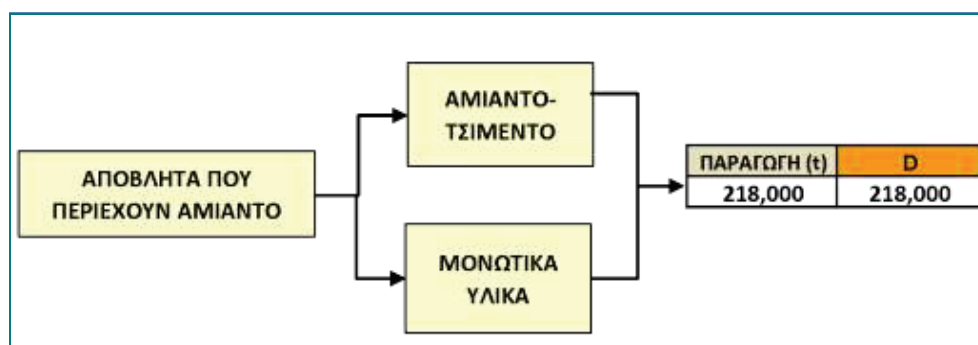 ΑΠΟΒΛΗΤΑ ΠΟΥ
ΠΕΡΙΕΧΟΥΝ ΑΜΙΑΝΤΟ
ΑΜΙΑΝΤΟ-
ΤΣΙΜΕΝΤΟ
ΜΟΝΩΤΙΚΑ
ΥΛΙΚΑ
ΠΑΡΑΓΩΓΗ (t) D
218,000 218,000